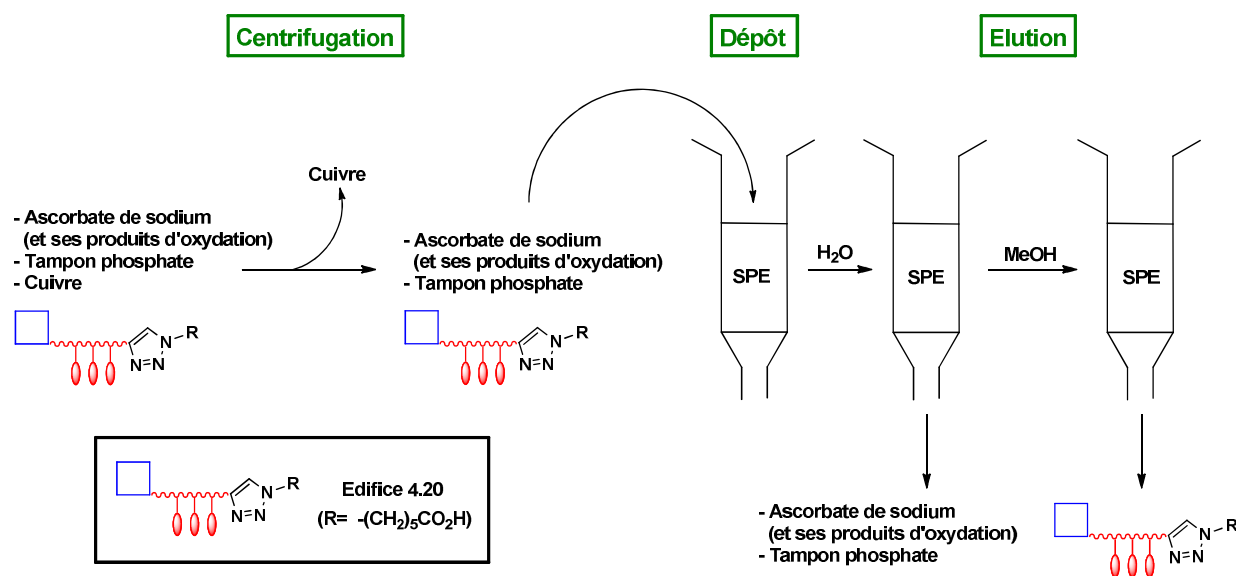 Centrifugation
Dépôt
Elution
Cuivre
- Ascorbate de sodium
(et ses produits d'oxydation)
- Tampon phosphate
- Cuivre
N
R
N=N
- Ascorbate de sodium
(et ses produits d'oxydation)
- Tampon phosphate
N
R
N=N
SPE
H2O
SPE
MeOH
SPE
N
R
N=N
Edifice 4.20
(R= -(CH2)5CO2H)
- Ascorbate de sodium
(et ses produits d'oxydation)
- Tampon phosphate
N
R
N=N